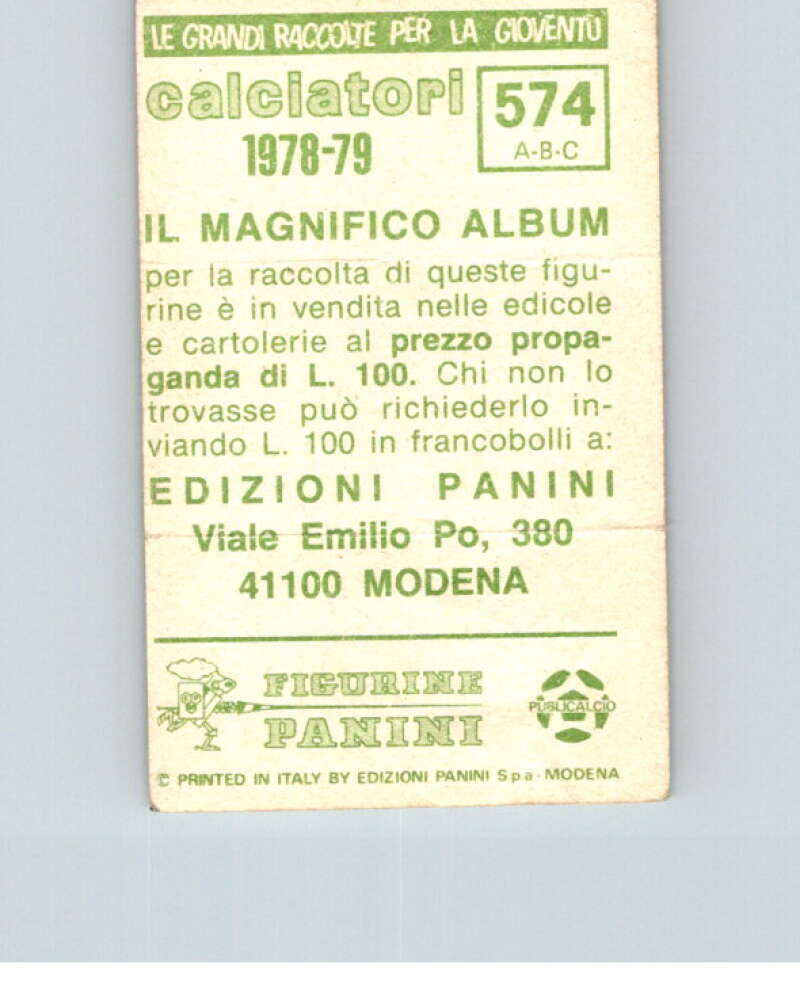 LE GRANDI RACCOLTE PER LA GIOVENTÙ
calciatori
1978-79
574
A-B-C
IL MAGNIFICO ALBUM
per la raccolta di queste figu-
rine è in vendita nelle edicole
e cartolerie al prezzo propa-
ganda di L. 100. Chi non lo
trovasse può richiederlo in-
viando L. 100 in francobolli a:
EDIZIONI PANINI
Viale Emilio Po, 380
41100 MODENA
FIGURINE
PANINI
PUBLICALCIO
© PRINTED IN ITALY BY EDIZIONI PANINI S.p.a. MODENA